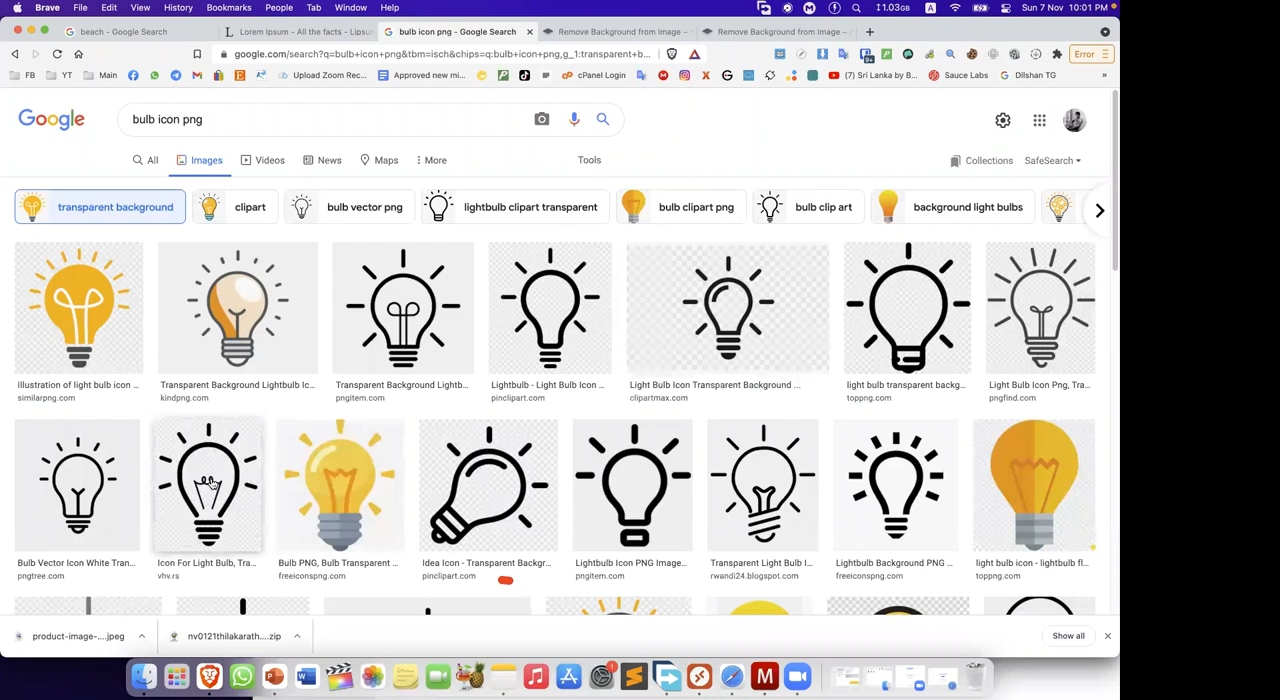 Brave File Edit View History Bookmarks People Tab Window Help 1.03GB A Sun 7 Nov 10:01 PM
beach - Google Search Lorem Ipsum - All the facts - Lipsu bulb icon png - Google Search Remove Background from Image - Remove Background from Image -
google.com/search?q=bulb+icon+png&tbm=isch&chips=q:bulb+icon+png,g_1:transparent+b... Error
FB YT Main Upload Zoom Rec... Approved new mi... cPanel Login (7) Sri Lanka by B... Sauce Labs Dilshan TG »
Google bulb icon png
All Images Videos News Maps More Tools Collections SafeSearch
transparent background clipart bulb vector png lightbulb clipart transparent bulb clipart png bulb clip art background light bulbs
Illustration of light bulb icon ... Transparent Background Lightbulb Ic... Transparent Background Lightb... Lightbulb - Light Bulb Icon ... Light Bulb Icon Transparent Background ... light bulb transparent backg... Light Bulb Icon Png, Tra...
similarpng.com kindpng.com pngitem.com pinclipart.com clipartmax.com toppng.com pngfind.com
Bulb Vector Icon White Tran... Icon For Light Bulb, Tra... Bulb PNG, Bulb Transparent ... Idea Icon - Transparent Backgr... Lightbulb Icon PNG Image... Transparent Light Bulb I... Lightbulb Background PNG ... light bulb icon - lightbulb fl...
pngtree.com vhv.rs freeiconspng.com pinclipart.com pngitem.com rwandi24.blogspot.com freeiconspng.com toppng.com
product-image-....jpeg nv0121thilakarath....zip Show all